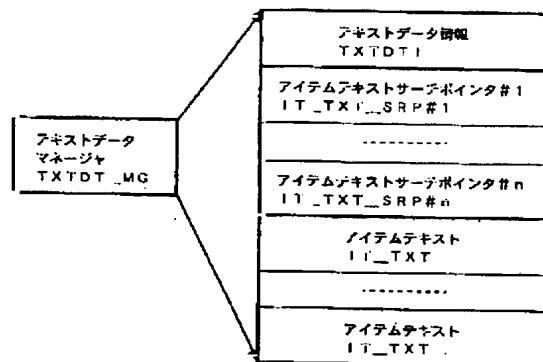 テキストデータ
マネージャ
TXTDT_MG
テキストデータ情報
TXTDTI
アイテムテキストサーチポインタ#1
IT_TXT_SRP#1
----------
アイテムテキストサーチポインタ#n
IT_TXT_SRP#n
アイテムテキスト
IT_TXT
----------
アイテムテキスト
IT_TXT